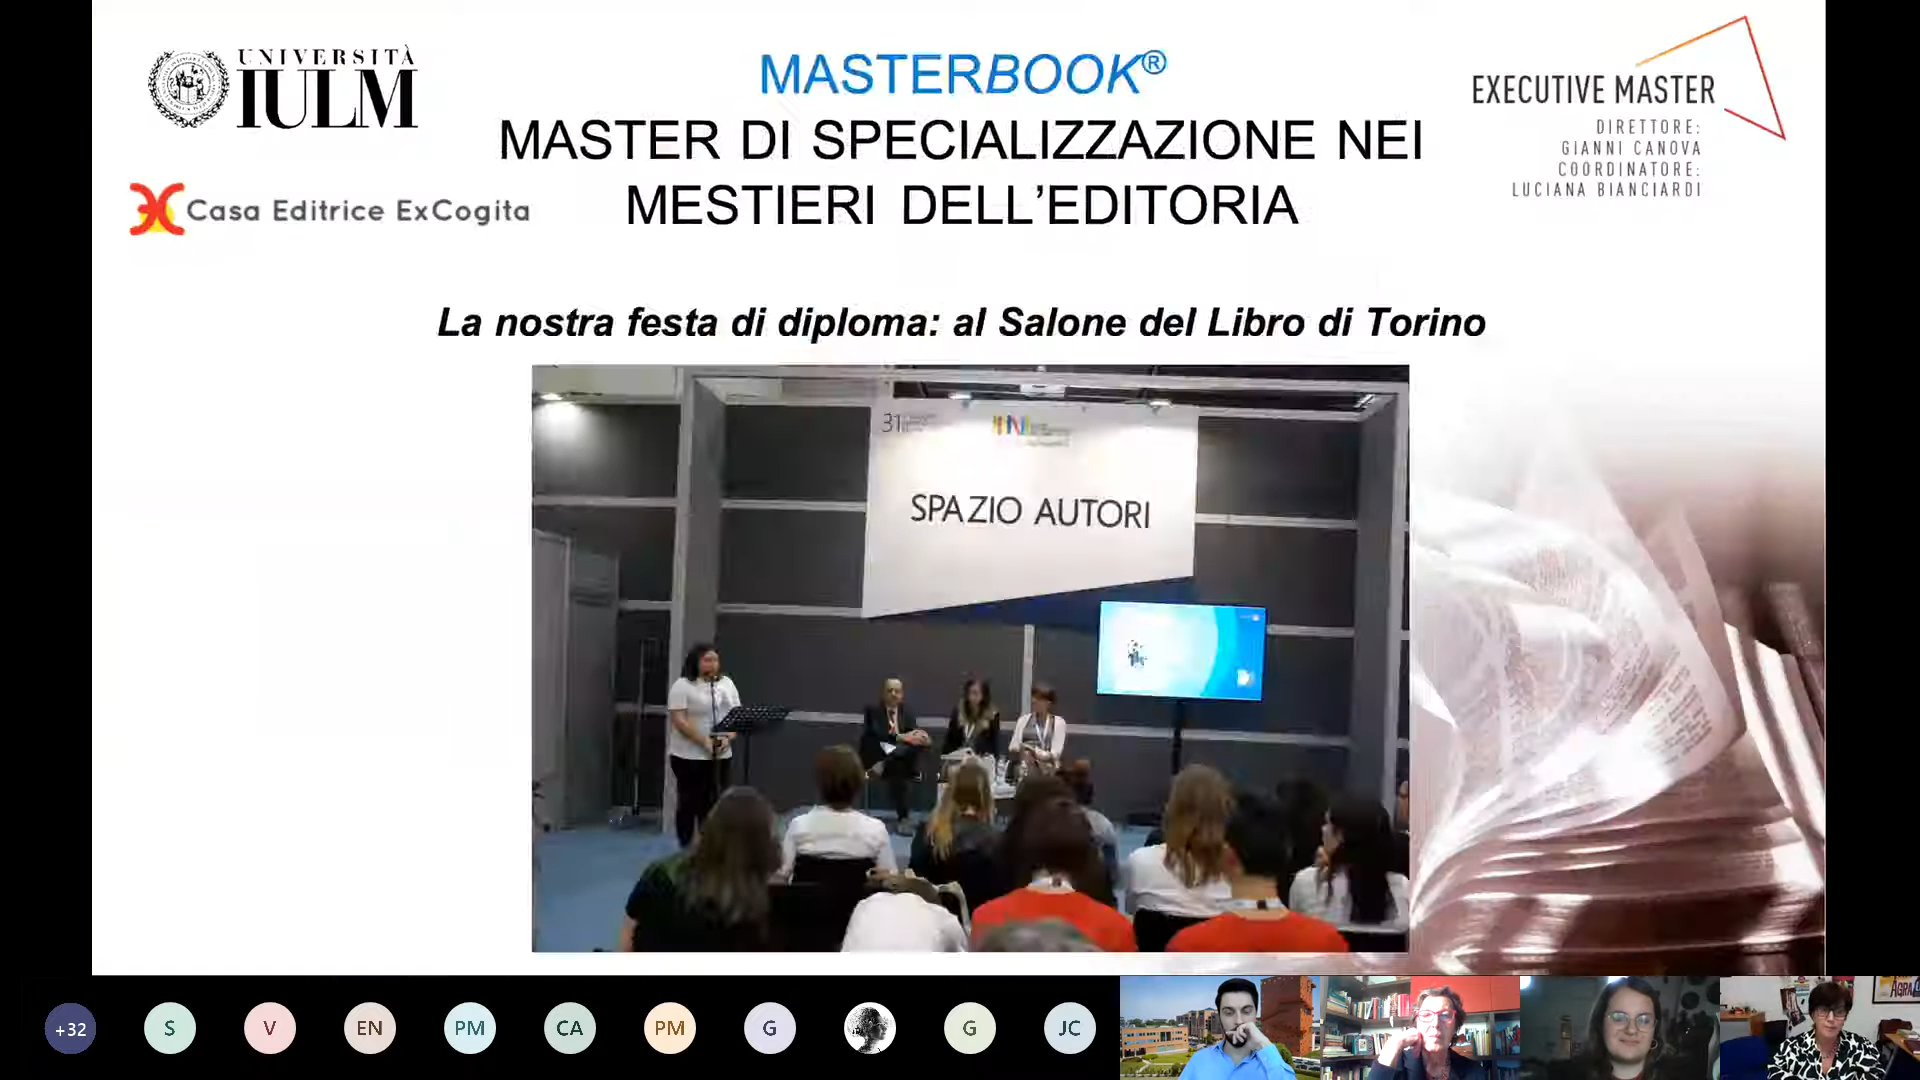 UNIVERSITÀ
IULM
Casa Editrice ExCogita
MASTERBOOK®
MASTER DI SPECIALIZZAZIONE NEI
MESTIERI DELL’EDITORIA
EXECUTIVE MASTER
DIRETTORE:
GIANNI CANOVA
COORDINATORE:
LUCIANA BIANCIARDI
La nostra festa di diploma: al Salone del Libro di Torino
31
SPAZIO AUTORI
+32
S
V
EN
PM
CA
PM
G
G
JC
AGRA